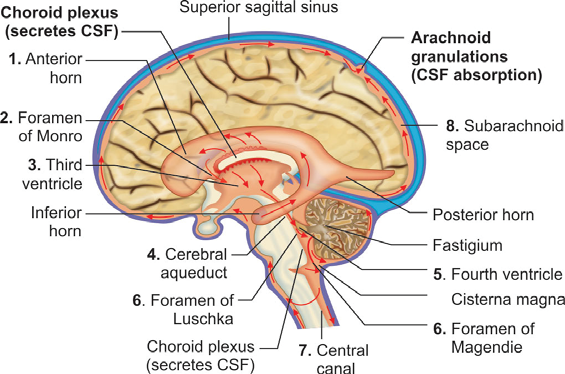 Superior sagittal sinus
Choroid plexus
(secretes CSF)
1. Anterior
horn
2. Foramen
of Monro
3. Third
ventricle
Inferior
horn
4. Cerebral
aqueduct
6. Foramen of
Luschka
Choroid plexus
(secretes CSF)
7. Central
canal
Arachnoid
granulations
(CSF absorption)
8. Subarachnoid
space
Posterior horn
Fastigium
5. Fourth ventricle
Cisterna magna
6. Foramen of
Magendie